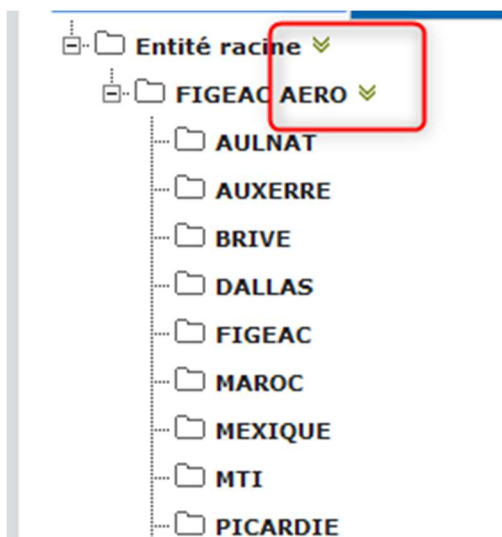 Entité racine
FIGEAC AERO
AULNAT
AUXERRE
BRIVE
DALLAS
FIGEAC
MAROC
MEXIQUE
MTI
PICARDIE